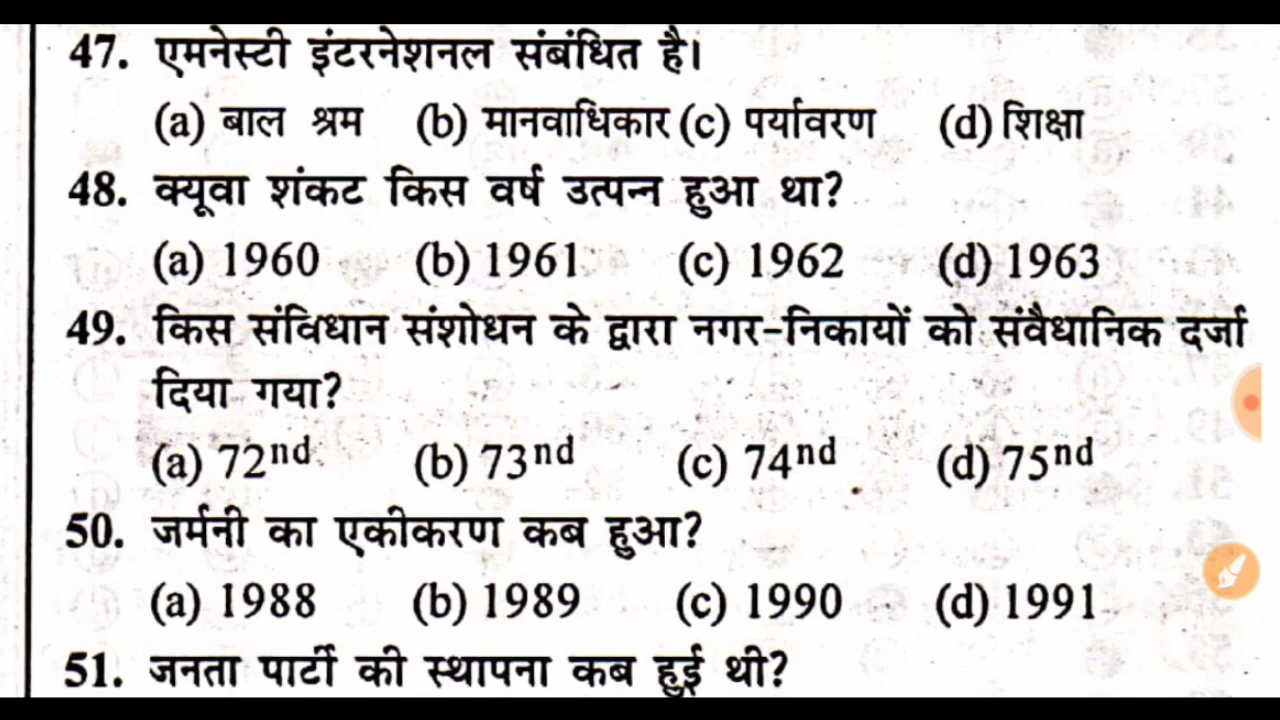 47. एमनेस्टी इंटरनेशनल संबंधित है।
(a) बाल श्रम (b) मानवाधिकार (c) पर्यावरण (d) शिक्षा
48. क्यूवा शंकट किस वर्ष उत्पन्न हुआ था?
(a) 1960 (b) 1961 (c) 1962 (d) 1963
49. किस संविधान संशोधन के द्वारा नगर-निकायों को संवैधानिक दर्जा
दिया गया?
(a) 72nd (b) 73nd (c) 74nd (d) 75nd
50. जर्मनी का एकीकरण कब हुआ?
(a) 1988 (b) 1989 (c) 1990 (d) 1991
51. जनता पार्टी की स्थापना कब हुई थी?